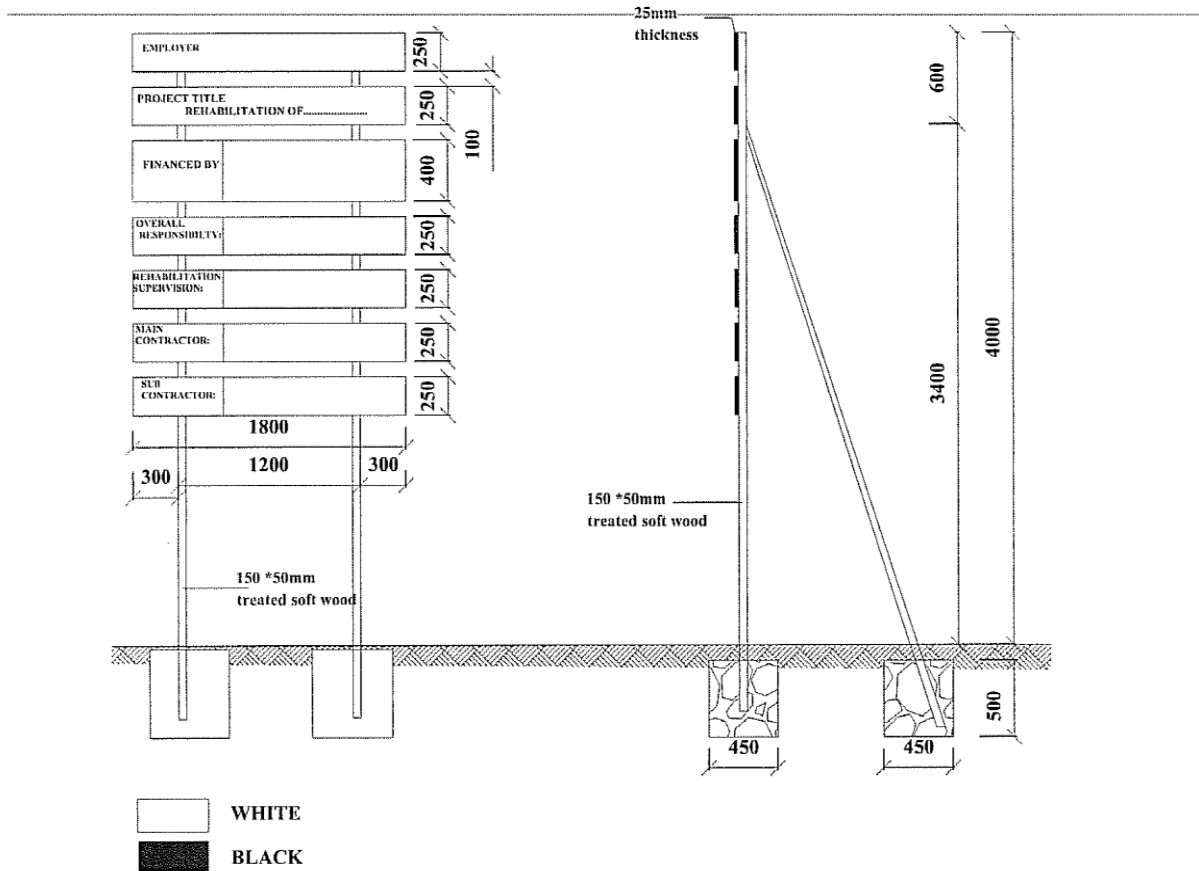 EMPLOYER
PROJECT TITLE
REHABILITATION OF......................
FINANCED BY
OVERALL
RESPONSIBILTY:
REHABILITATION
SUPERVISION:
MAIN
CONTRACTOR:
SUB
CONTRACTOR:
250
250
100
400
250
250
250
250
1800
300
1200
300
150 *50mm
treated soft wood
25mm
thickness
600
4000
3400
150 *50mm
treated soft wood
500
450
450
WHITE
BLACK